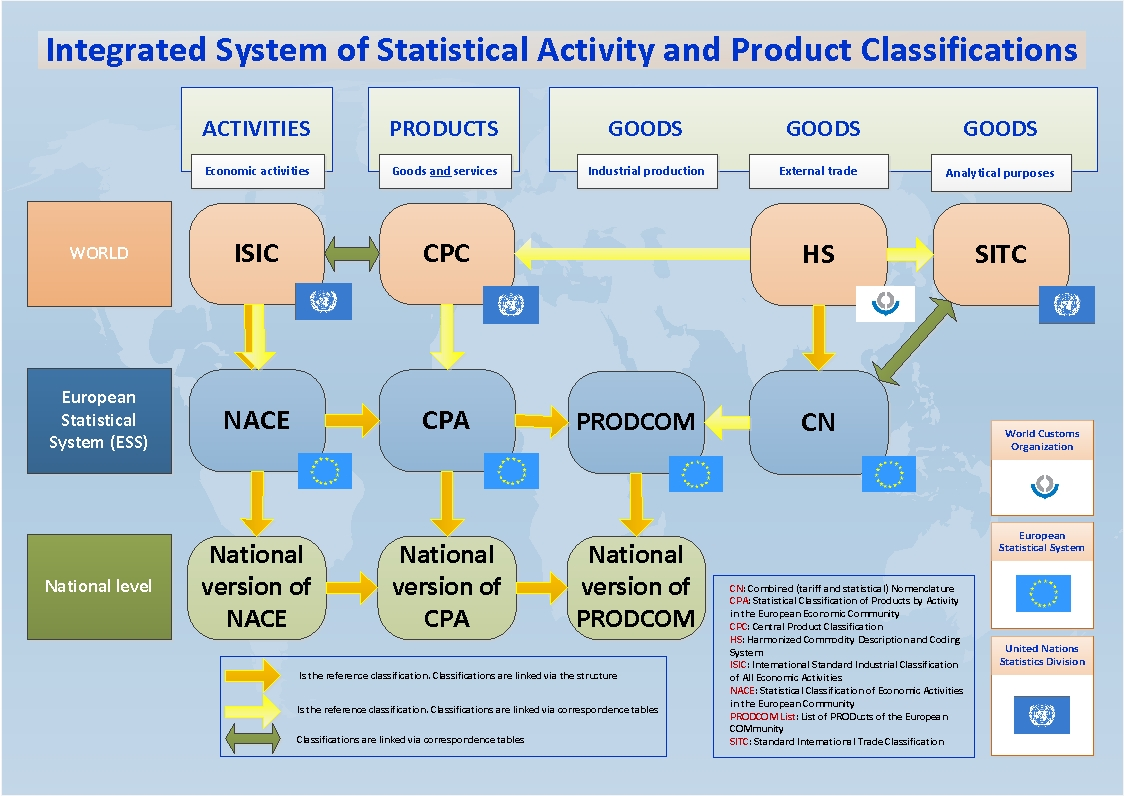 Integrated System of Statistical Activity and Product Classifications
ACTIVITIES
PRODUCTS
GOODS
GOODS
GOODS
Economic activities
Goods and services
Industrial production
External trade
Analytical purposes
WORLD
ISIC
CPC
HS
SITC
European
Statistical
System (ESS)
NACE
CPA
PRODCOM
CN
National level
National
version of
NACE
National
version of
CPA
National
version of
PRODCOM
World Customs
Organization
European
Statistical System
United Nations
Statistics Division
Is the reference classification. Classifications are linked via the structure
Is the reference classification. Classifications are linked via correspondence tables
Classifications are linked via correspondence tables
CN: Combined (tariff and statistical) Nomenclature
CPA: Statistical Classification of Products by Activity
in the European Economic Community
CPC: Central Product Classification
HS: Harmonized Commodity Description and Coding
System
ISIC: International Standard Industrial Classification
of All Economic Activities
NACE: Statistical Classification of Economic Activities
in the European Community
PRODCOM List: List of PRODucts of the European
COMmunity
SITC: Standard International Trade Classification